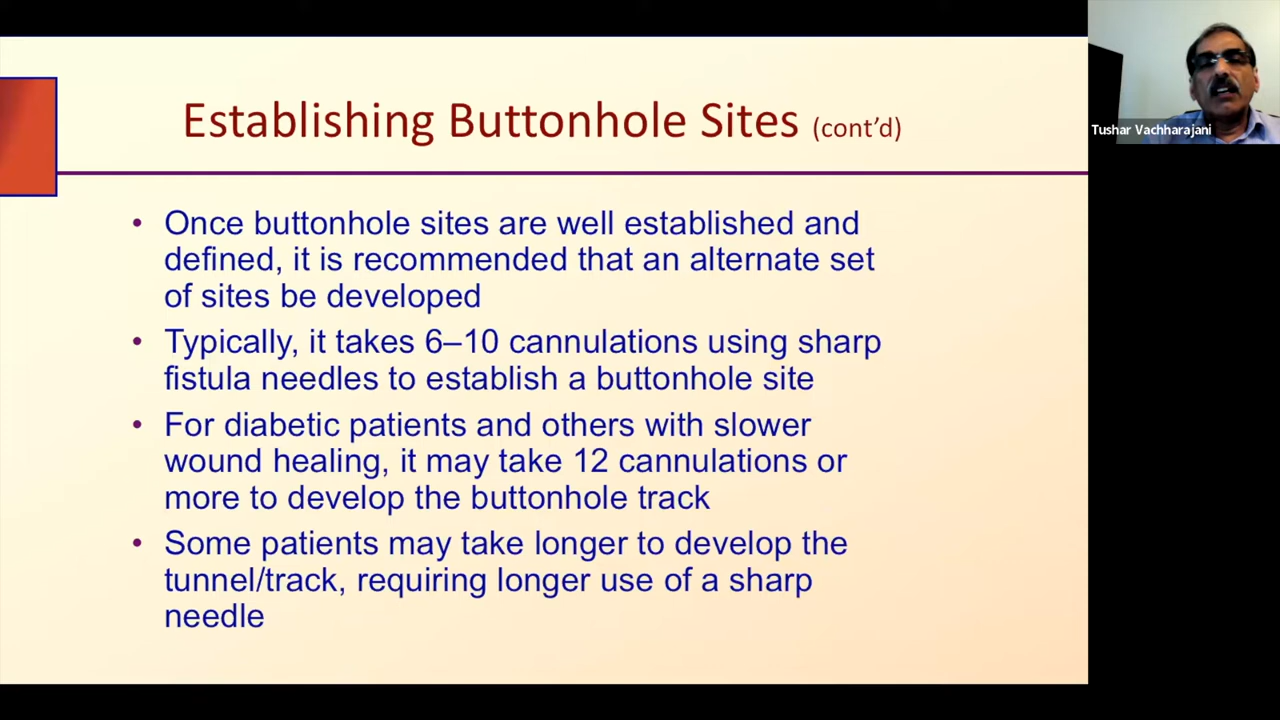 Establishing Buttonhole Sites (cont’d)
• Once buttonhole sites are well established and
defined, it is recommended that an alternate set
of sites be developed
• Typically, it takes 6–10 cannulations using sharp
fistula needles to establish a buttonhole site
• For diabetic patients and others with slower
wound healing, it may take 12 cannulations or
more to develop the buttonhole track
• Some patients may take longer to develop the
tunnel/track, requiring longer use of a sharp
needle
Tushar Vachharajani